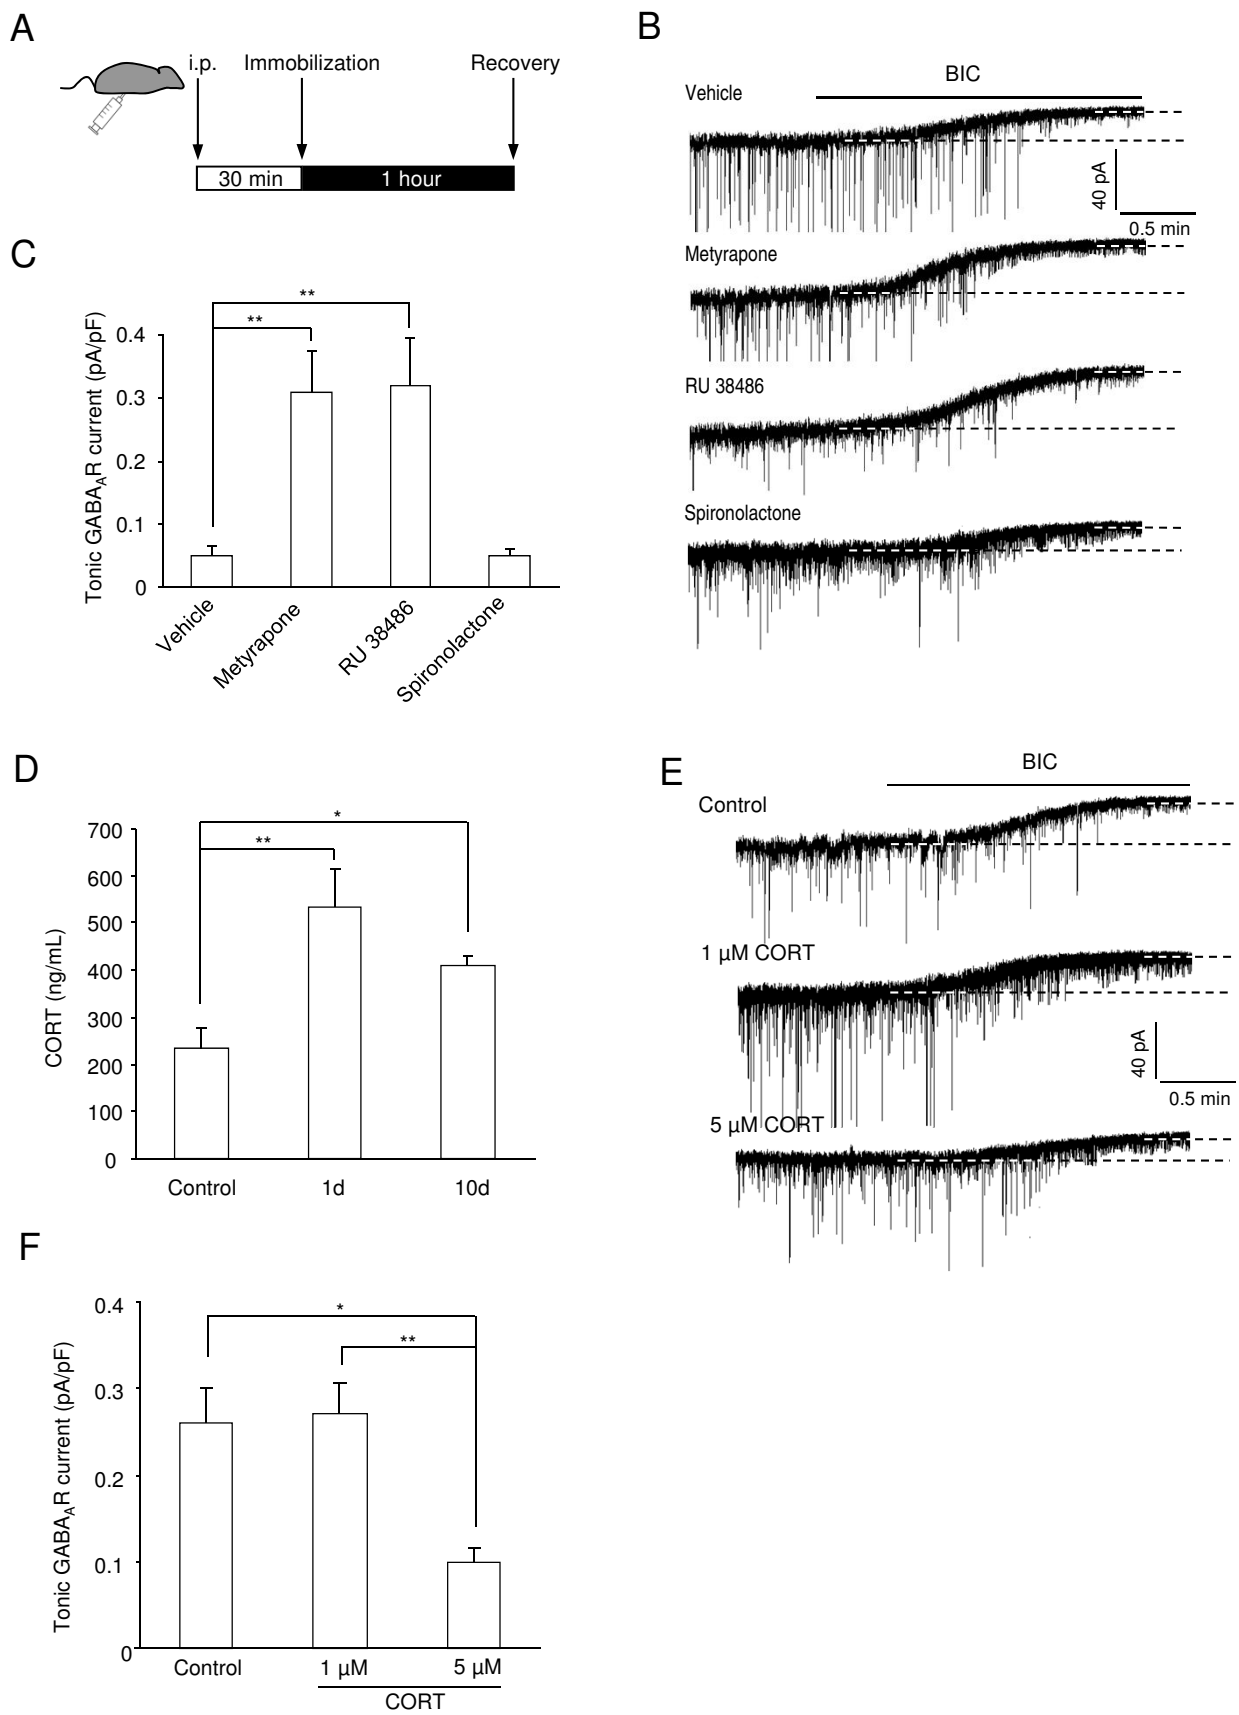 A
i.p. Immobilization Recovery
30 min 1 hour
B
BIC
Vehicle
40 pA
0.5 min
Metyrapone
RU 38486
Spironolactone
C
** 
**
Tonic GABAAR current (pA/pF)
0.4
0.3
0.2
0.1
0
Vehicle
Metyrapone
RU 38486
Spironolactone
D
*
**
CORT (ng/mL)
700
600
500
400
300
200
100
0
Control 1d 10d
E
BIC
Control
1 µM CORT
40 pA
0.5 min
5 µM CORT
F
*
**
Tonic GABAAR current (pA/pF)
0.4
0.3
0.2
0.1
0
Control 1 µM 5 µM
CORT